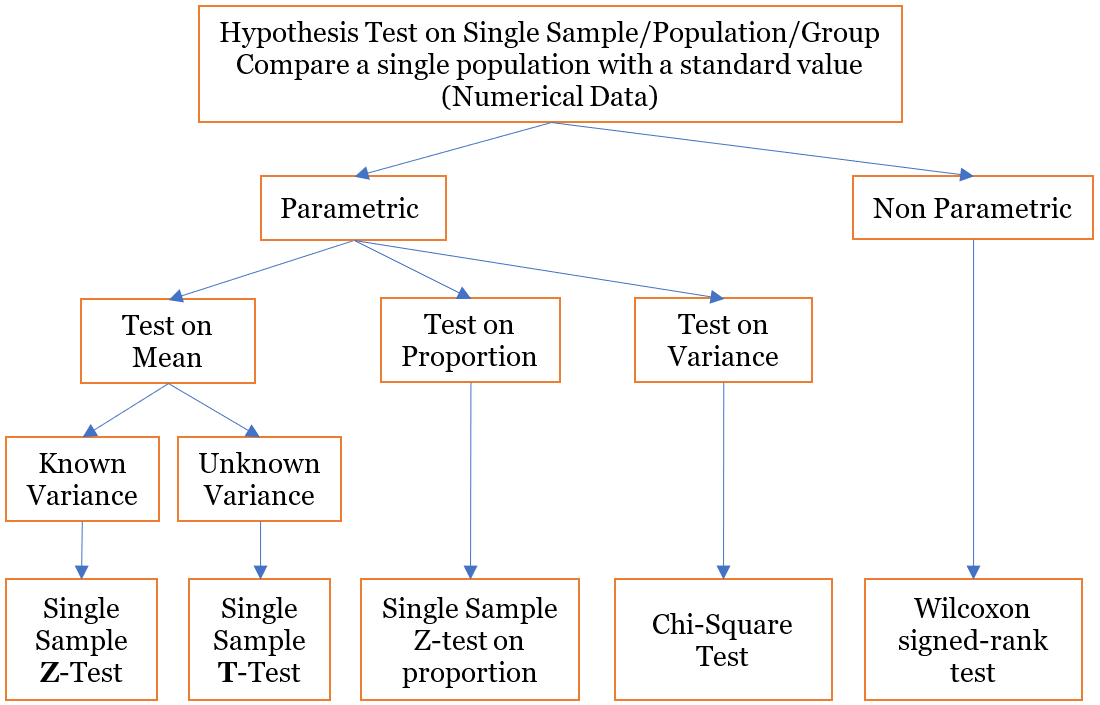 Hypothesis Test on Single Sample/Population/Group
Compare a single population with a standard value
(Numerical Data)
Parametric
Non Parametric
Test on
Mean
Test on
Proportion
Test on
Variance
Known
Variance
Unknown
Variance
Single
Sample
Z-Test
Single
Sample
T-Test
Single Sample
Z-test on
proportion
Chi-Square
Test
Wilcoxon
signed-rank
test